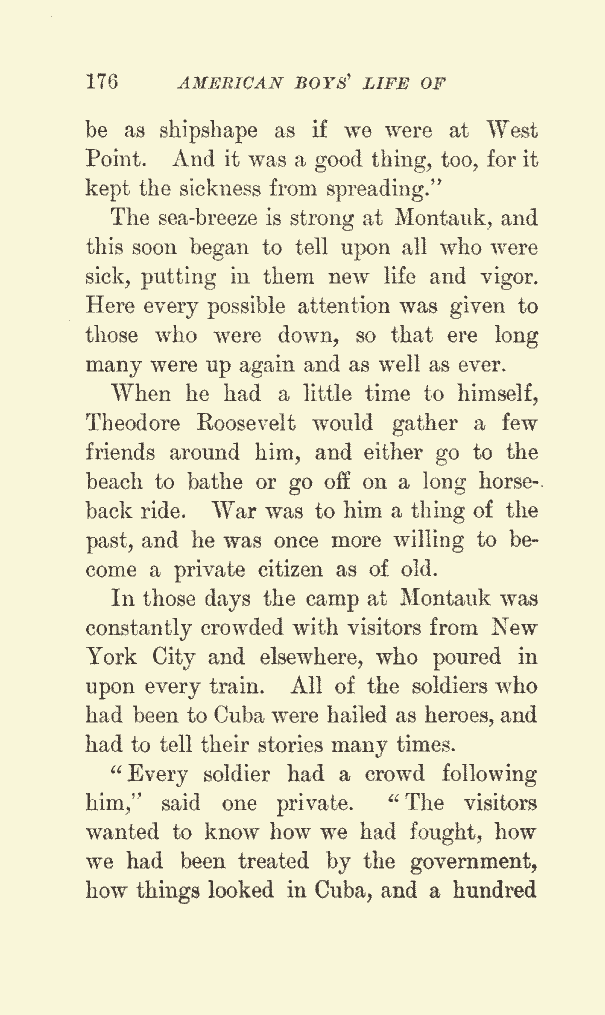 176 AMERICAN BOYS' LIFE OF
be as shipshape as if we were at West
Point. And it was a good thing, too, for it
kept the sickness from spreading."
The sea-breeze is strong at Montauk, and
this soon began to tell upon all who were
sick, putting in them new life and vigor.
Here every possible attention was given to
those who were down, so that ere long
many were up again and as well as ever.
When he had a little time to himself,
Theodore Roosevelt would gather a few
friends around him, and either go to the
beach to bathe or go off on a long horse-
back ride. War was to him a thing of the
past, and he was once more willing to be-
come a private citizen as of old.
In those days the camp at Montauk was
constantly crowded with visitors from New
York City and elsewhere, who poured in
upon every train. All of the soldiers who
had been to Cuba were hailed as heroes, and
had to tell their stories many times.
"Every soldier had a crowd following
him," said one private. "The visitors
wanted to know how we had fought, how
we had been treated by the government,
how things looked in Cuba, and a hundred